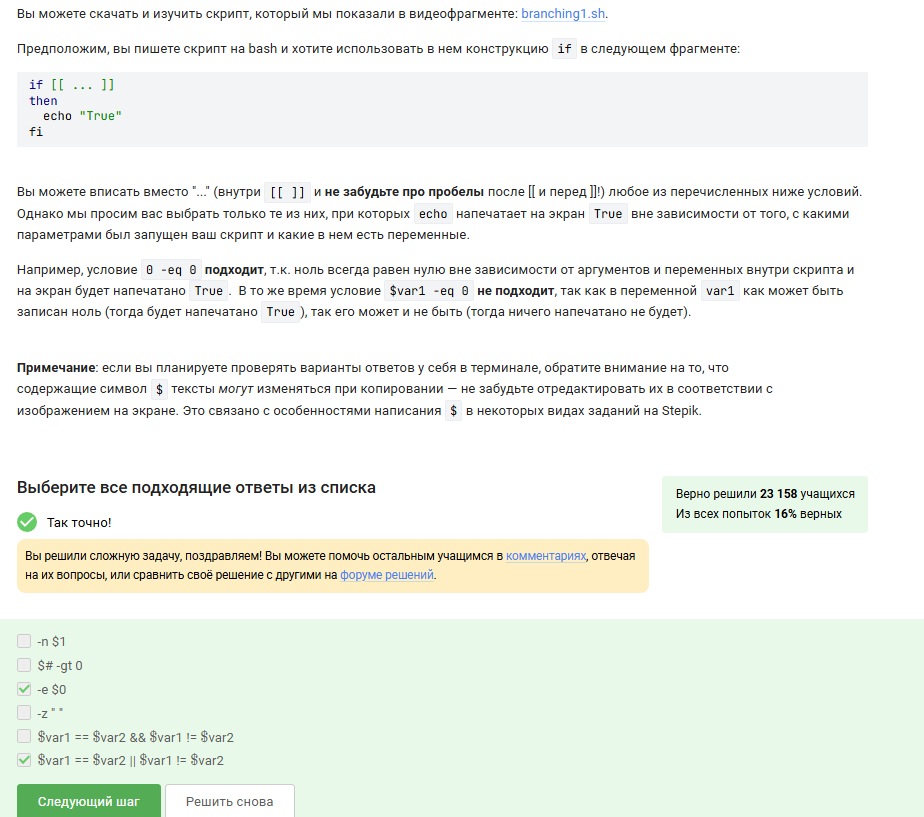 Вы можете скачать и изучить скрипт, который мы показали в видеофрагменте: branching1.sh.
Предположим, вы пишете скрипт на bash и хотите использовать в нем конструкцию if в следующем фрагменте:
if [[ ... ]]
then
  echo "True"
fi
Вы можете вписать вместо "..." (внутри [[ ]] и не забудьте про пробелы после [[ и перед ]]!) любое из перечисленных ниже условий.
Однако мы просим вас выбрать только те из них, при которых echo напечатает на экран True вне зависимости от того, с какими
параметрами был запущен ваш скрипт и какие в нем есть переменные.
Например, условие 0 -eq 0 подходит, т.к. ноль всегда равен нулю вне зависимости от аргументов и переменных внутри скрипта и
на экран будет напечатано True . В то же время условие $var1 -eq 0 не подходит, так как в переменной var1 как может быть
записан ноль (тогда будет напечатано True ), так его может и не быть (тогда ничего напечатано не будет).
Примечание: если вы планируете проверять варианты ответов у себя в терминале, обратите внимание на то, что
содержащие символ $ тексты могут изменяться при копировании — не забудьте отредактировать их в соответствии с
изображением на экране. Это связано с особенностями написания $ в некоторых видах заданий на Stepik.
Выберите все подходящие ответы из списка
Верно решили 23 158 учащихся
Из всех попыток 16% верных
Так точно!
Вы решили сложную задачу, поздравляем! Вы можете помочь остальным учащимся в комментариях, отвечая
на их вопросы, или сравнить своё решение с другими на форуме решений.
-n $1
$# -gt 0
-e $0
-z " "
$var1 == $var2 && $var1 != $var2
$var1 == $var2 || $var1 != $var2
Следующий шаг
Решить снова